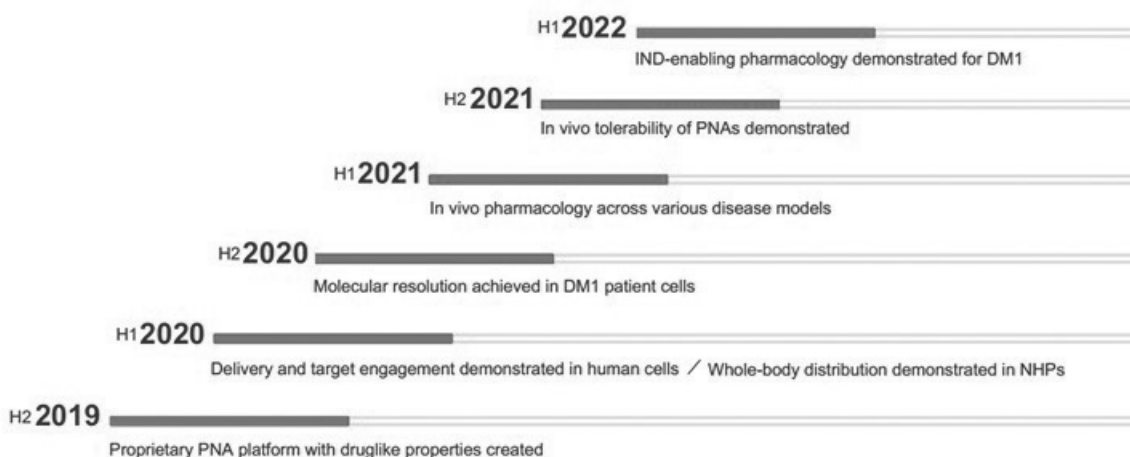 H1 2022
IND-enabling pharmacology demonstrated for DM1
H2 2021
In vivo tolerability of PNAs demonstrated
H1 2021
In vivo pharmacology across various disease models
H2 2020
Molecular resolution achieved in DM1 patient cells
H1 2020
Delivery and target engagement demonstrated in human cells / Whole-body distribution demonstrated in NHPs
H2 2019
Proprietary PNA platform with druglike properties created